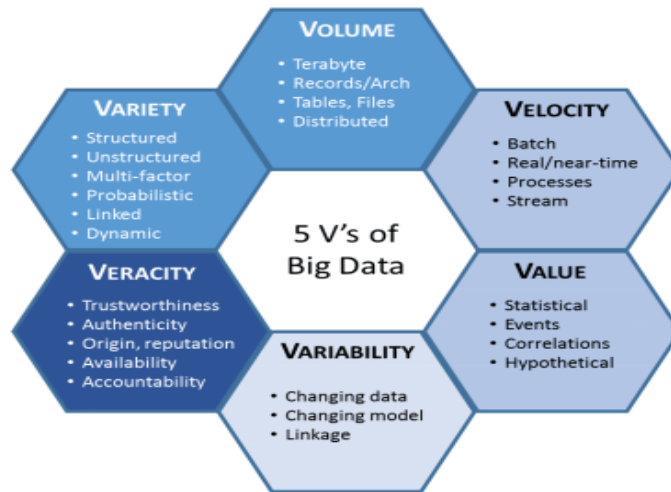 VOLUME
• Terabyte
• Records/Arch
• Tables, Files
• Distributed
VARIETY
• Structured
• Unstructured
• Multi-factor
• Probabilistic
• Linked
• Dynamic
VELOCITY
• Batch
• Real/near-time
• Processes
• Stream
5 V's of
Big Data
VERACITY
• Trustworthiness
• Authenticity
• Origin, reputation
• Availability
• Accountability
VALUE
• Statistical
• Events
• Correlations
• Hypothetical
VARIABILITY
• Changing data
• Changing model
• Linkage